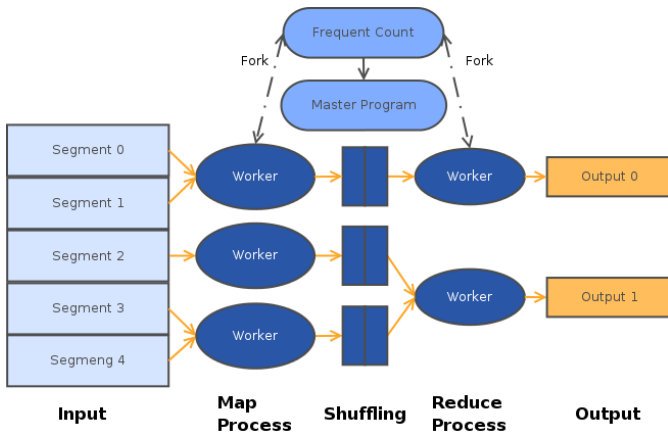 Frequent Count
Fork
Fork
Master Program
Segment 0
Segment 1
Segment 2
Segment 3
Segmeng 4
Worker
Worker
Worker
Worker
Worker
Output 0
Output 1
Input
Map
Process
Shuffling
Reduce
Process
Output